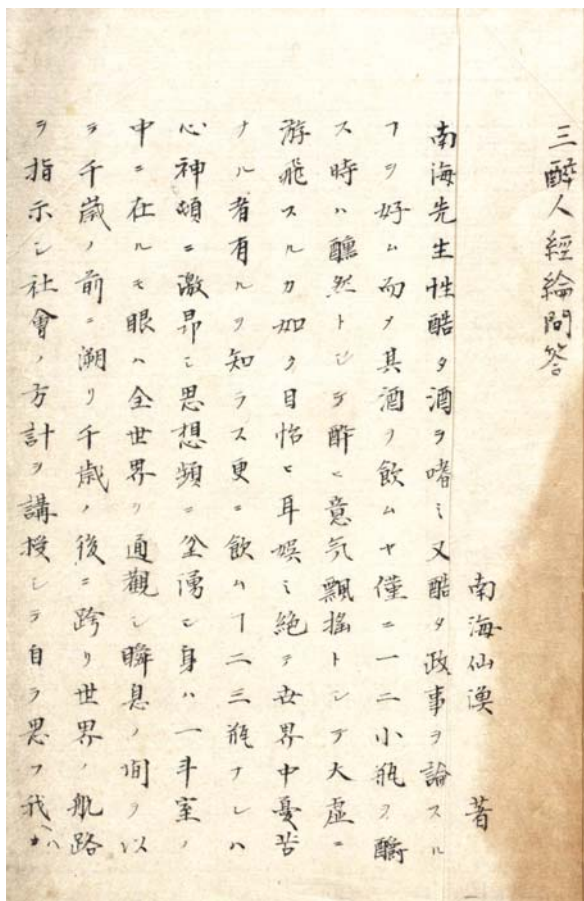 三醉人經綸問答
南海仙漁 著
南海先生性酷タ酒ヲ嗜ミ又酷タ政事ヲ論スル
ヿヲ好ム而〆其酒ヲ飲ムヤ僅ニ一二小瓶ヲ釂
ス時ハ醺然トシテ醉ヒ意気飄搖トシテ大虚ニ
游飛スルカ如ク目怡ヒ耳娯ミ絶テ世界中憂苦
ナル者有ルヲ知ラス更ニ飲ムヿ二三瓶ナレハ
心神頓ニ激昂シ思想頻ニ坌湧シ身ハ一斗室ノ
中ニ在ルモ眼ハ全世界ヲ通觀シ瞬息ノ間ヲ以
テ千歳ノ前ニ溯リ千歳ノ後ニ跨リ世界ノ航路
ヲ指示シ社會ノ方計ヲ講授シテ自ラ思フ我ハ